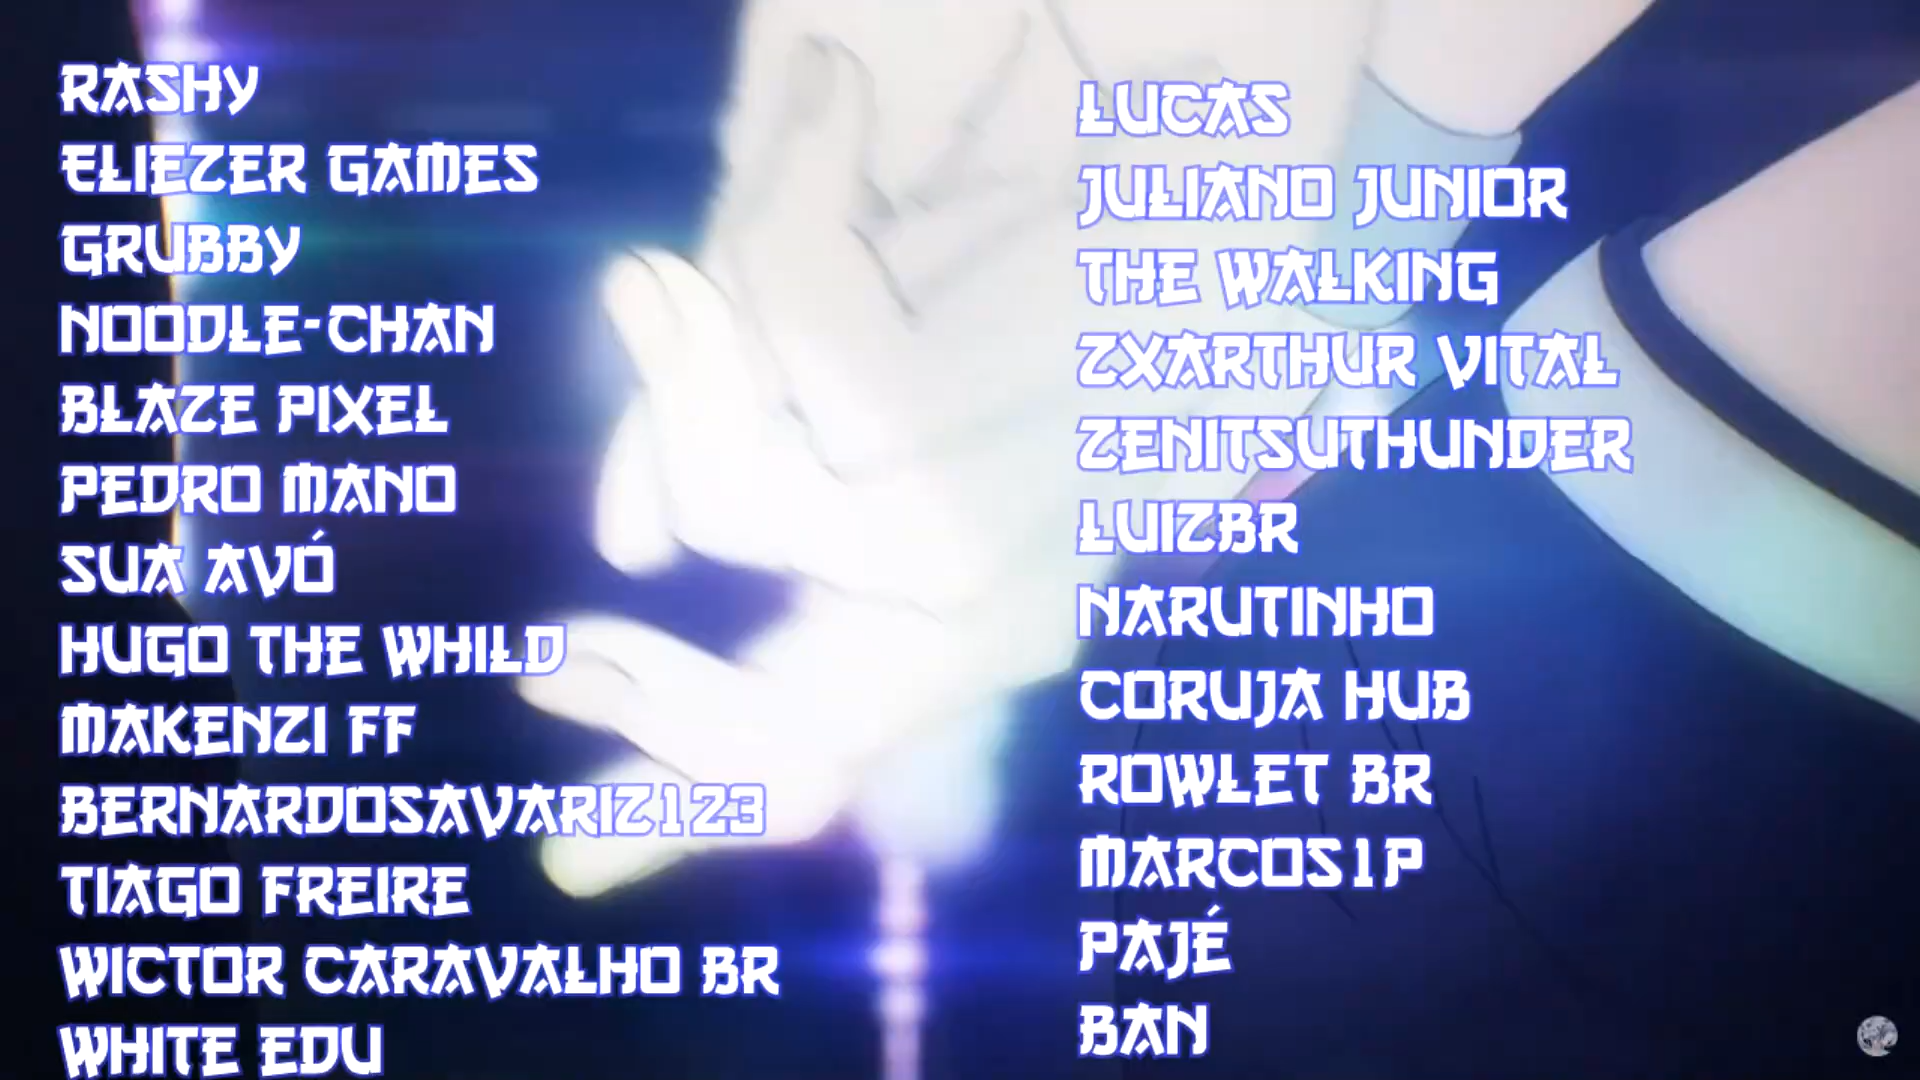 RASHY
ELIEZER GAMES
GRUBBY
NOODLE-CHAN
BLAZE PIXEL
PEDRO MANO
SUA AVÓ
HUGO THE WHILD
MAKENZI FF
BERNARDOSAVARIZ123
TIAGO FREIRE
WICTOR CARAVALHO BR
WHITE EDU
LUCAS
JULIANO JUNIOR
THE WALKING
ZXARTHUR VITAL
ZENITSUTHUNDER
LUIZBR
NARUTINHO
CORUJA HUB
ROWLET BR
MARCOS1P
PAJÉ
BAN